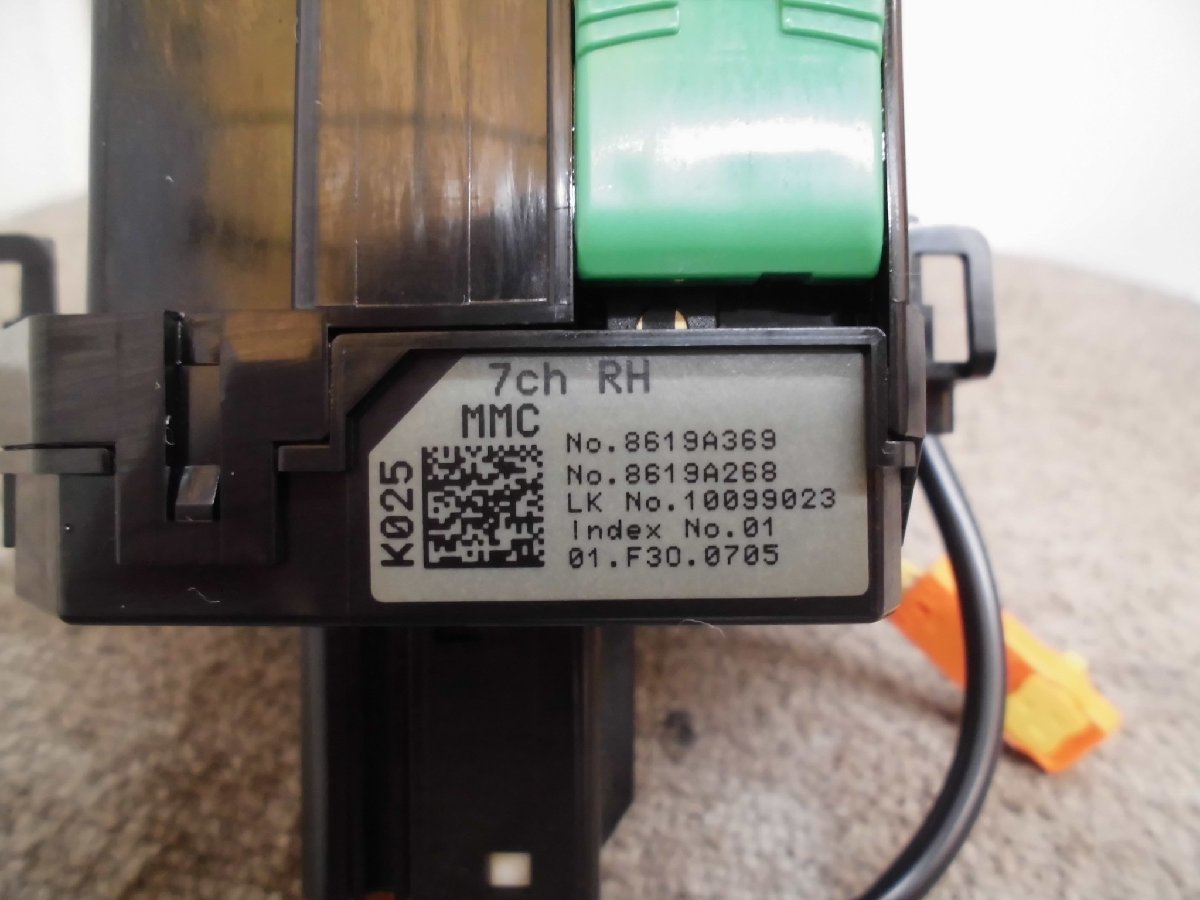 7ch RH
MMC
K025
No.8619A369
No.8619A268
LK No.10099023
Index No.01
01.F30.0705